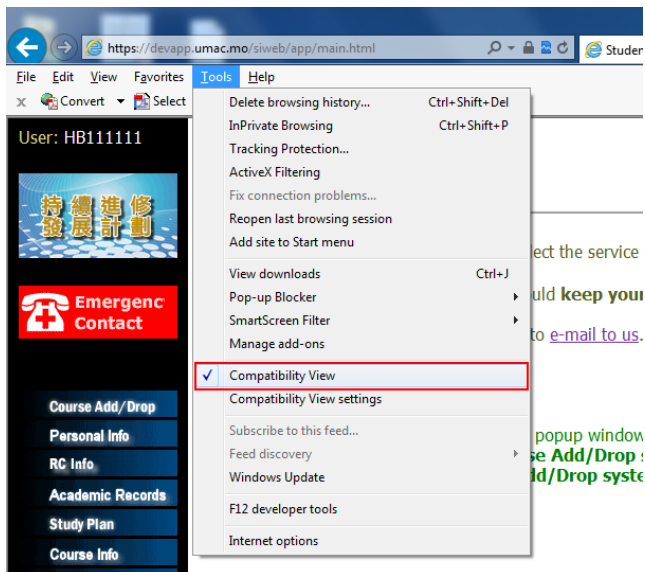 https://devapp.umac.mo/siweb/app/main.html
Studen
File Edit View Favorites Tools Help
x Convert Select
Delete browsing history... Ctrl+Shift+Del
InPrivate Browsing Ctrl+Shift+P
Tracking Protection...
ActiveX Filtering
Fix connection problems...
Reopen last browsing session
Add site to Start menu
View downloads Ctrl+J
Pop-up Blocker
SmartScreen Filter
Manage add-ons
Compatibility View
Compatibility View settings
Subscribe to this feed...
Feed discovery
Windows Update
F12 developer tools
Internet options
User: HB111111
持續進修
發展計劃
Emergenc
Contact
Course Add/Drop
Personal Info
RC Info
Academic Records
Study Plan
Course Info
lect the service
uld keep your
to e-mail to us.
popup window
se Add/Drop s
dd/Drop syste